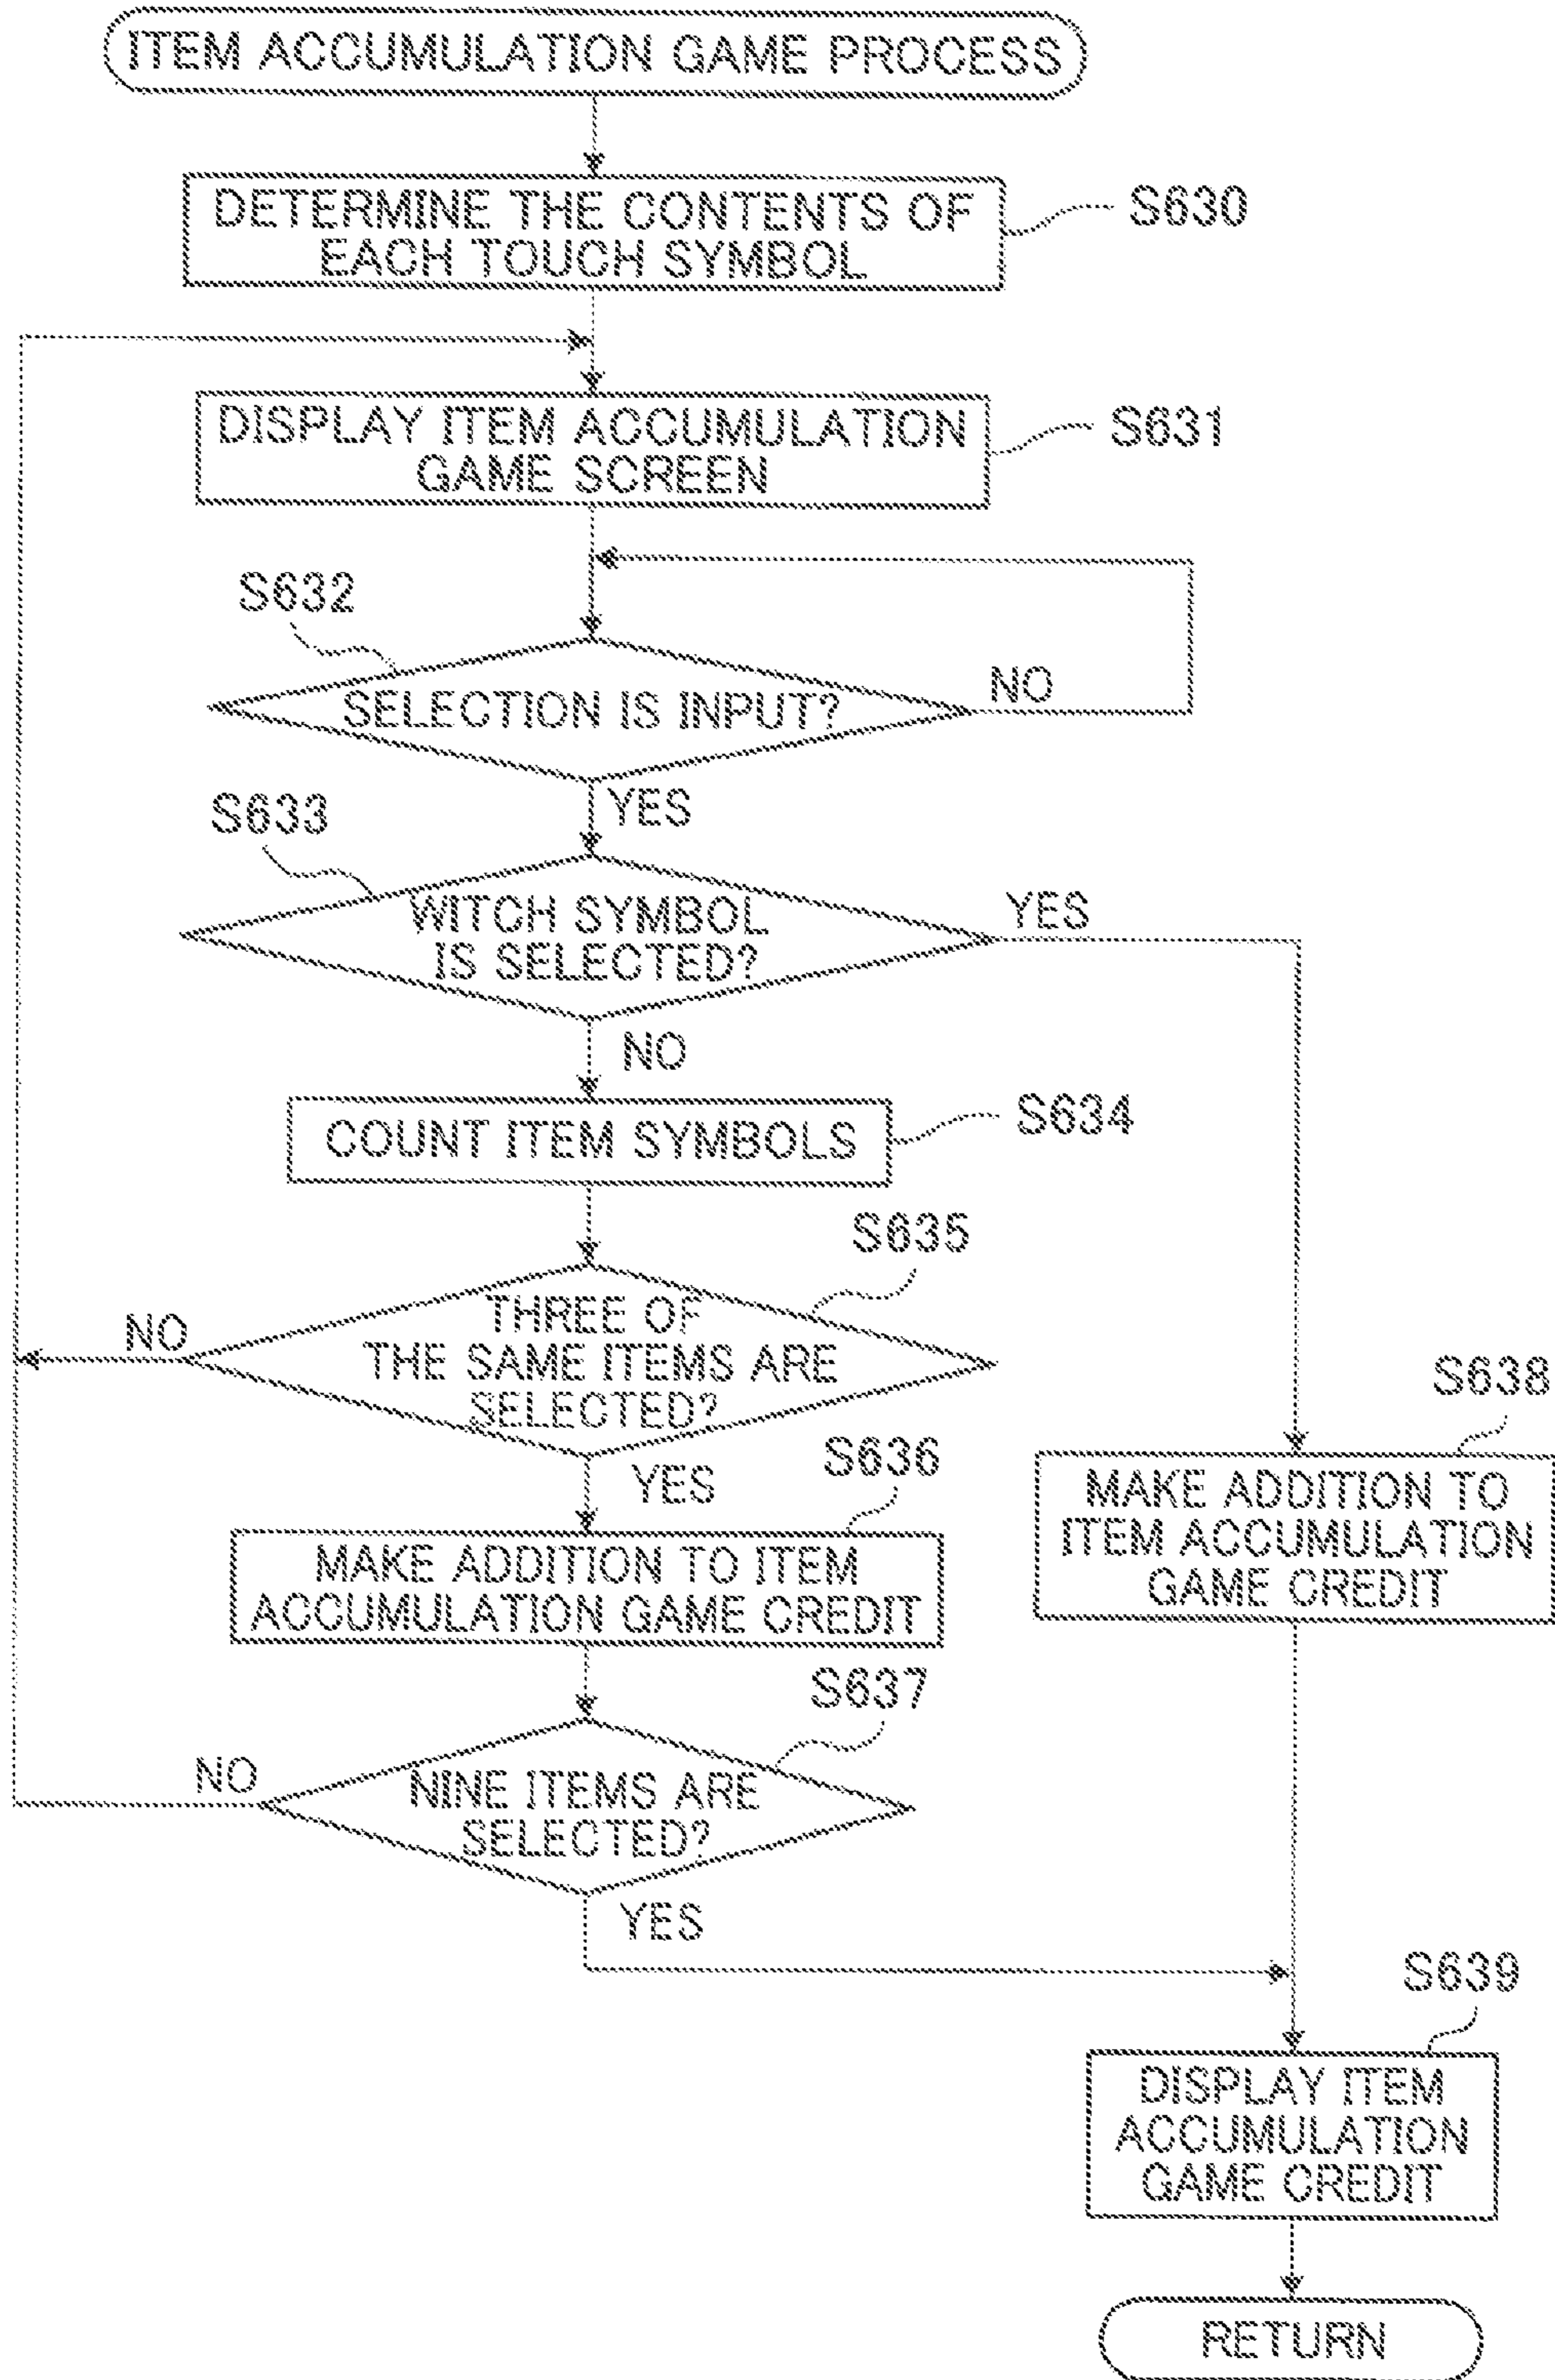 ITEM ACCUMULATION GAME PROCESS
DETERMINE THE CONTENTS OF
EACH TOUCH SYMBOL
S630
DISPLAY ITEM ACCUMULATION
GAME SCREEN
S631
S632
SELECTION IS INPUT?
NO
YES
S633
WITCH SYMBOL
IS SELECTED?
YES
NO
COUNT ITEM SYMBOLS
S634
S635
THREE OF
THE SAME ITEMS ARE
SELECTED?
NO
YES
S636
MAKE ADDITION TO ITEM
ACCUMULATION GAME CREDIT
S638
MAKE ADDITION TO
ITEM ACCUMULATION
GAME CREDIT
S637
NINE ITEMS ARE
SELECTED?
NO
YES
S639
DISPLAY ITEM
ACCUMULATION
GAME CREDIT
RETURN